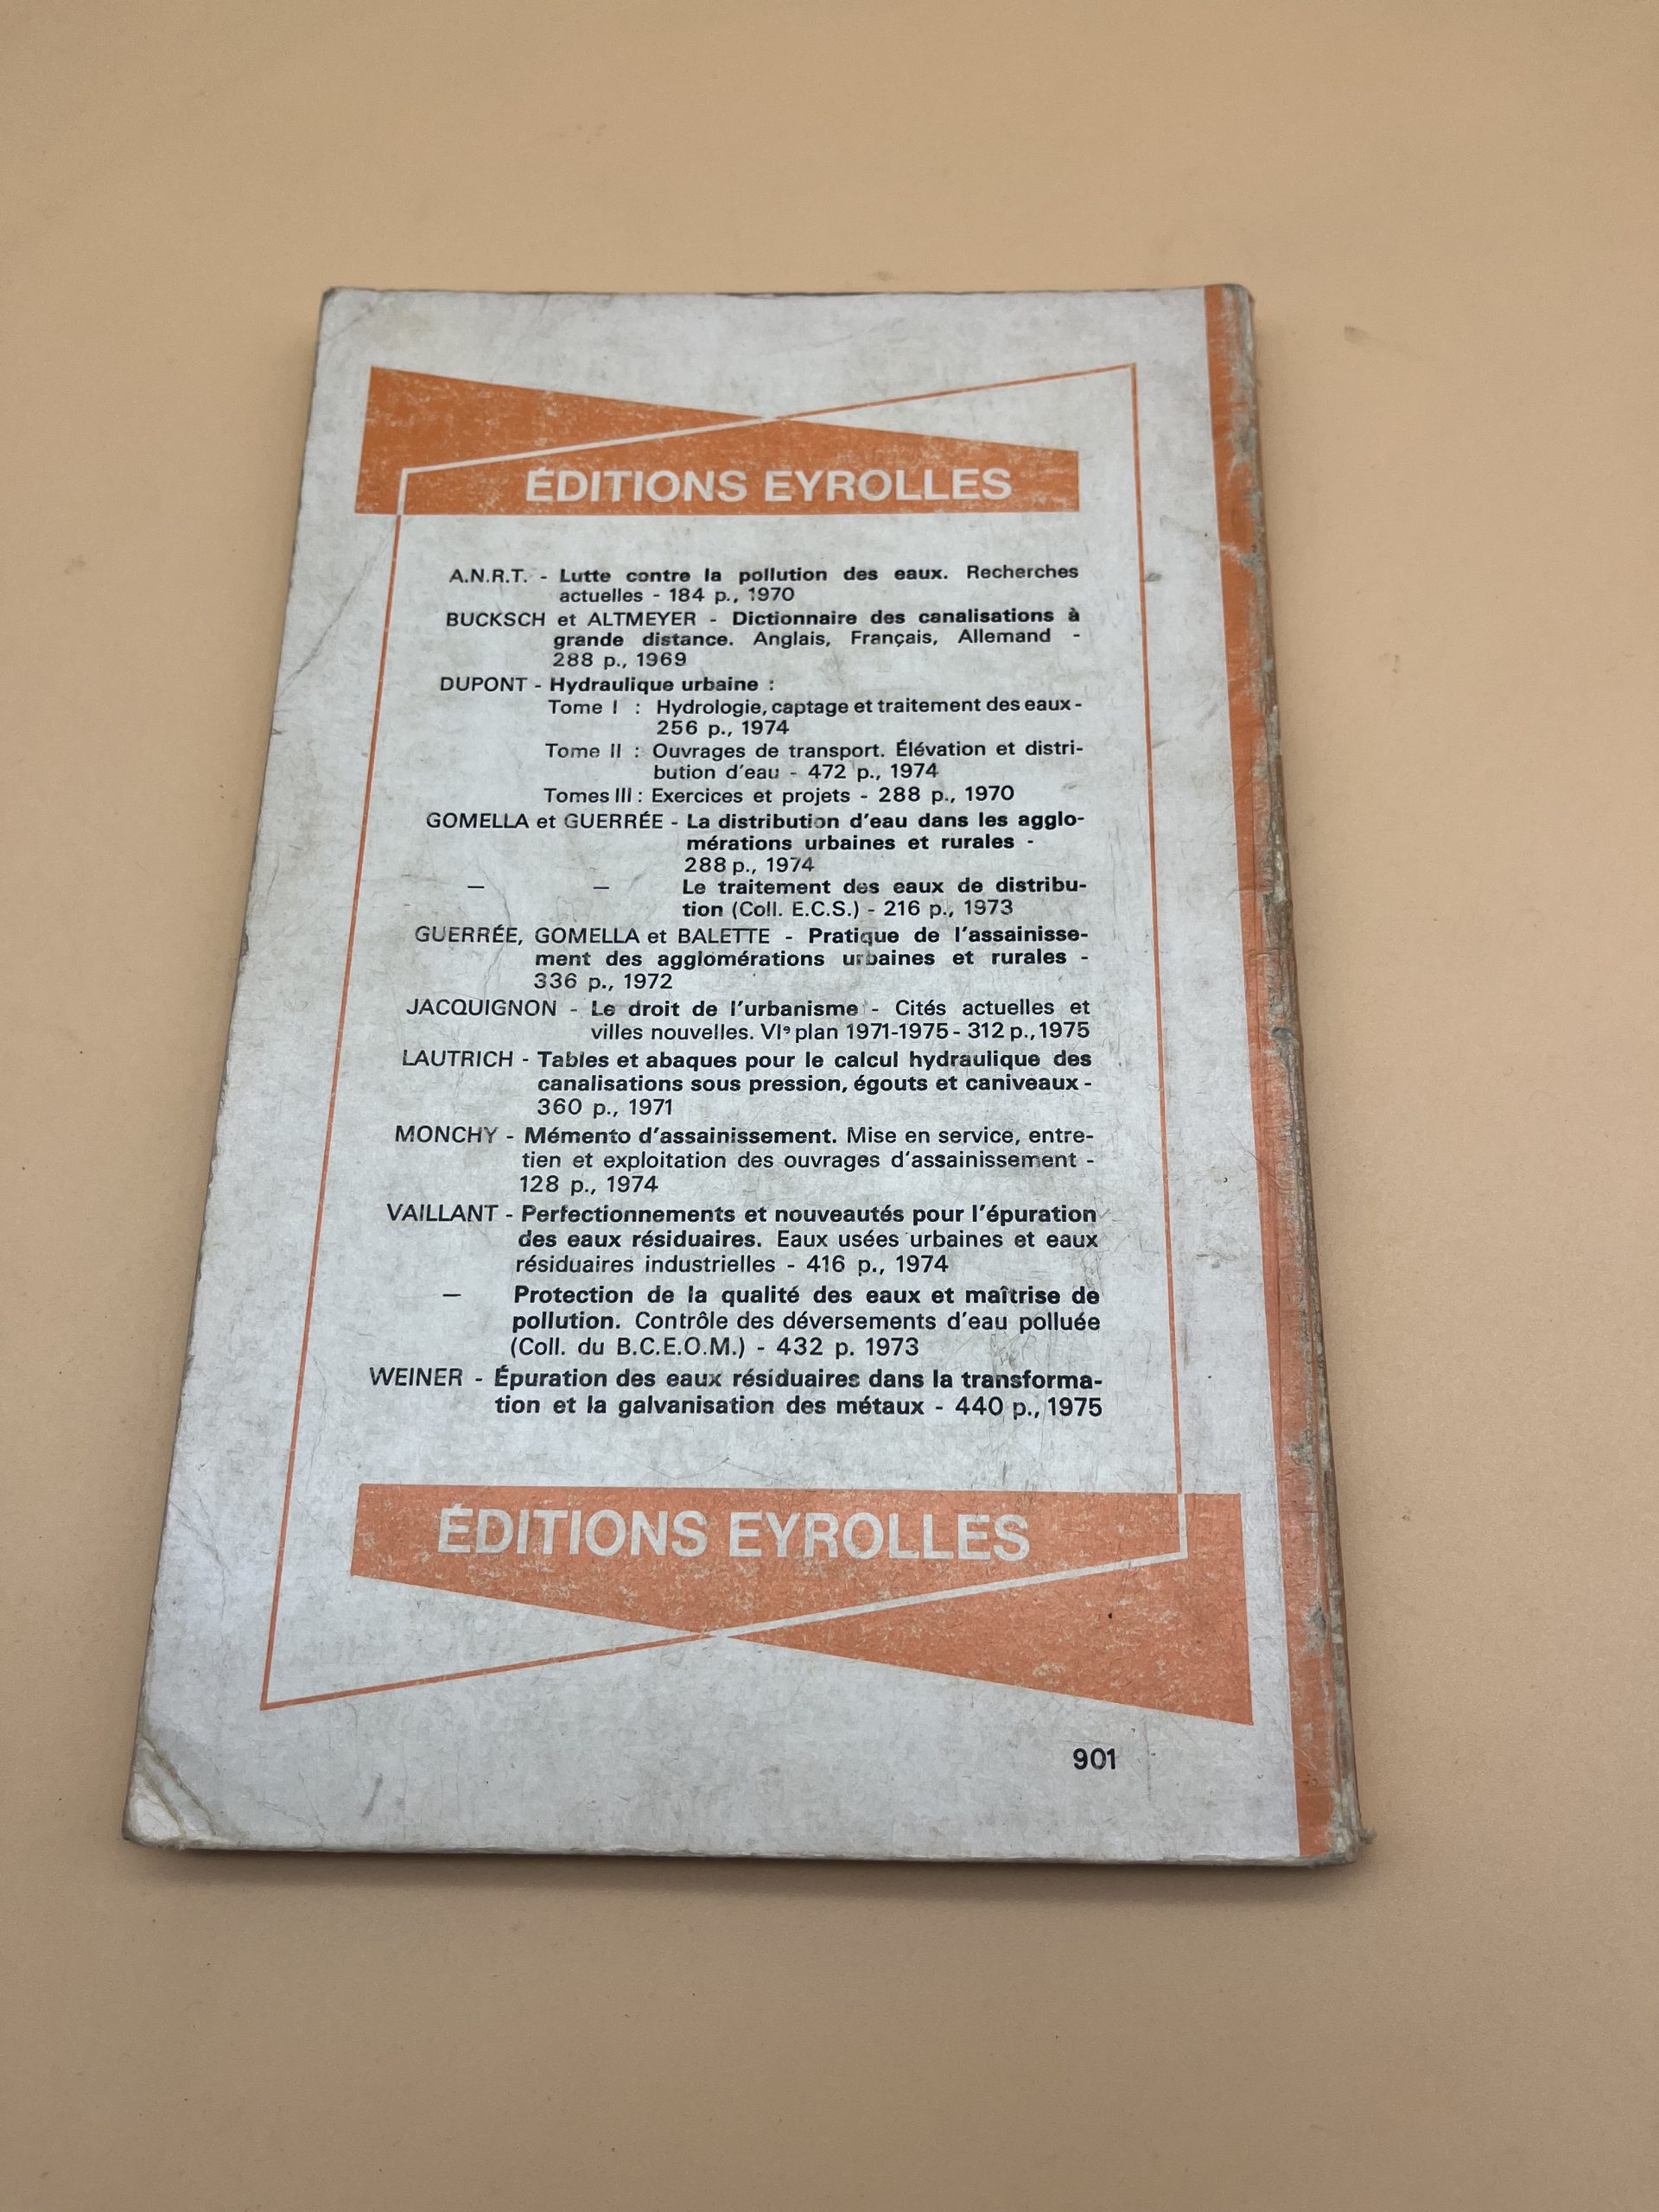 ÉDITIONS EYROLLES
A.N.R.T. - Lutte contre la pollution des eaux. Recherches
actuelles - 184 p., 1970
BUCKSCH et ALTMEYER - Dictionnaire des canalisations à
grande distance. Anglais, Français, Allemand -
288 p., 1969
DUPONT - Hydraulique urbaine :
Tome I : Hydrologie, captage et traitement des eaux -
256 p., 1974
Tome II : Ouvrages de transport. Élévation et distri-
bution d'eau - 472 p., 1974
Tomes III : Exercices et projets - 288 p., 1970
GOMELLA et GUERRÉE - La distribution d'eau dans les agglo-
mérations urbaines et rurales -
288 p., 1974
— — Le traitement des eaux de distribu-
tion (Coll. E.C.S.) - 216 p., 1973
GUERRÉE, GOMELLA et BALETTE - Pratique de l'assainisse-
ment des agglomérations urbaines et rurales -
336 p., 1972
JACQUIGNON - Le droit de l'urbanisme - Cités actuelles et
villes nouvelles. VIe plan 1971-1975 - 312 p., 1975
LAUTRICH - Tables et abaques pour le calcul hydraulique des
canalisations sous pression, égouts et caniveaux -
360 p., 1971
MONCHY - Mémento d'assainissement. Mise en service, entre-
tien et exploitation des ouvrages d'assainissement -
128 p., 1974
VAILLANT - Perfectionnements et nouveautés pour l'épuration
des eaux résiduaires. Eaux usées urbaines et eaux
résiduaires industrielles - 416 p., 1974
— Protection de la qualité des eaux et maîtrise de
pollution. Contrôle des déversements d'eau polluée
(Coll. du B.C.E.O.M.) - 432 p. 1973
WEINER - Épuration des eaux résiduaires dans la transforma-
tion et la galvanisation des métaux - 440 p., 1975
ÉDITIONS EYROLLES
901